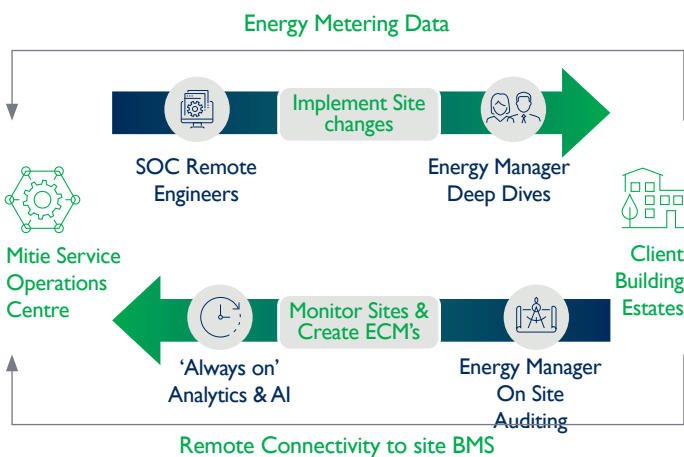 Energy Metering Data
Implement Site
changes
SOC Remote
Engineers
Energy Manager
Deep Dives
Mitie Service
Operations
Centre
Client
Building
Estates
Monitor Sites &
Create ECM's
‘Always on’
Analytics & AI
Energy Manager
On Site
Auditing
Remote Connectivity to site BMS